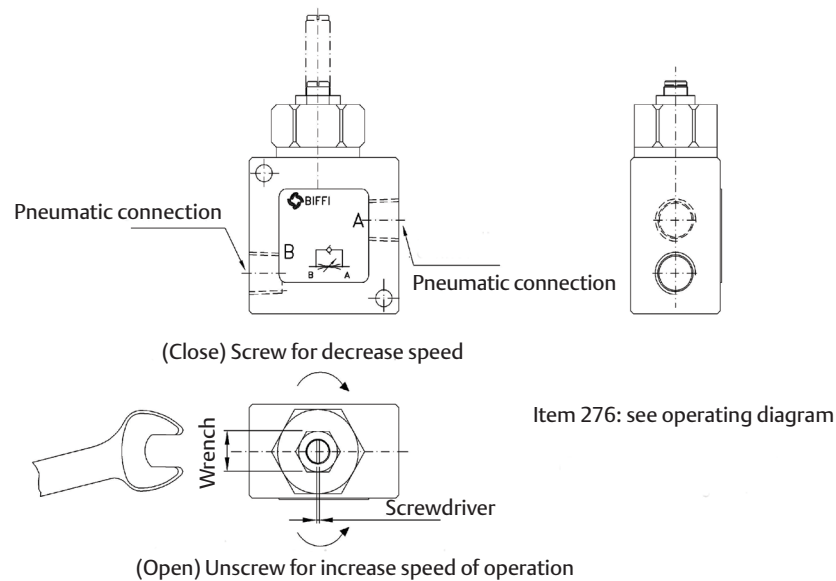 BIFFI
Pneumatic connection
A
B
B A
Pneumatic connection
(Close) Screw for decrease speed
Item 276: see operating diagram
Wrench
Screwdriver
(Open) Unscrew for increase speed of operation